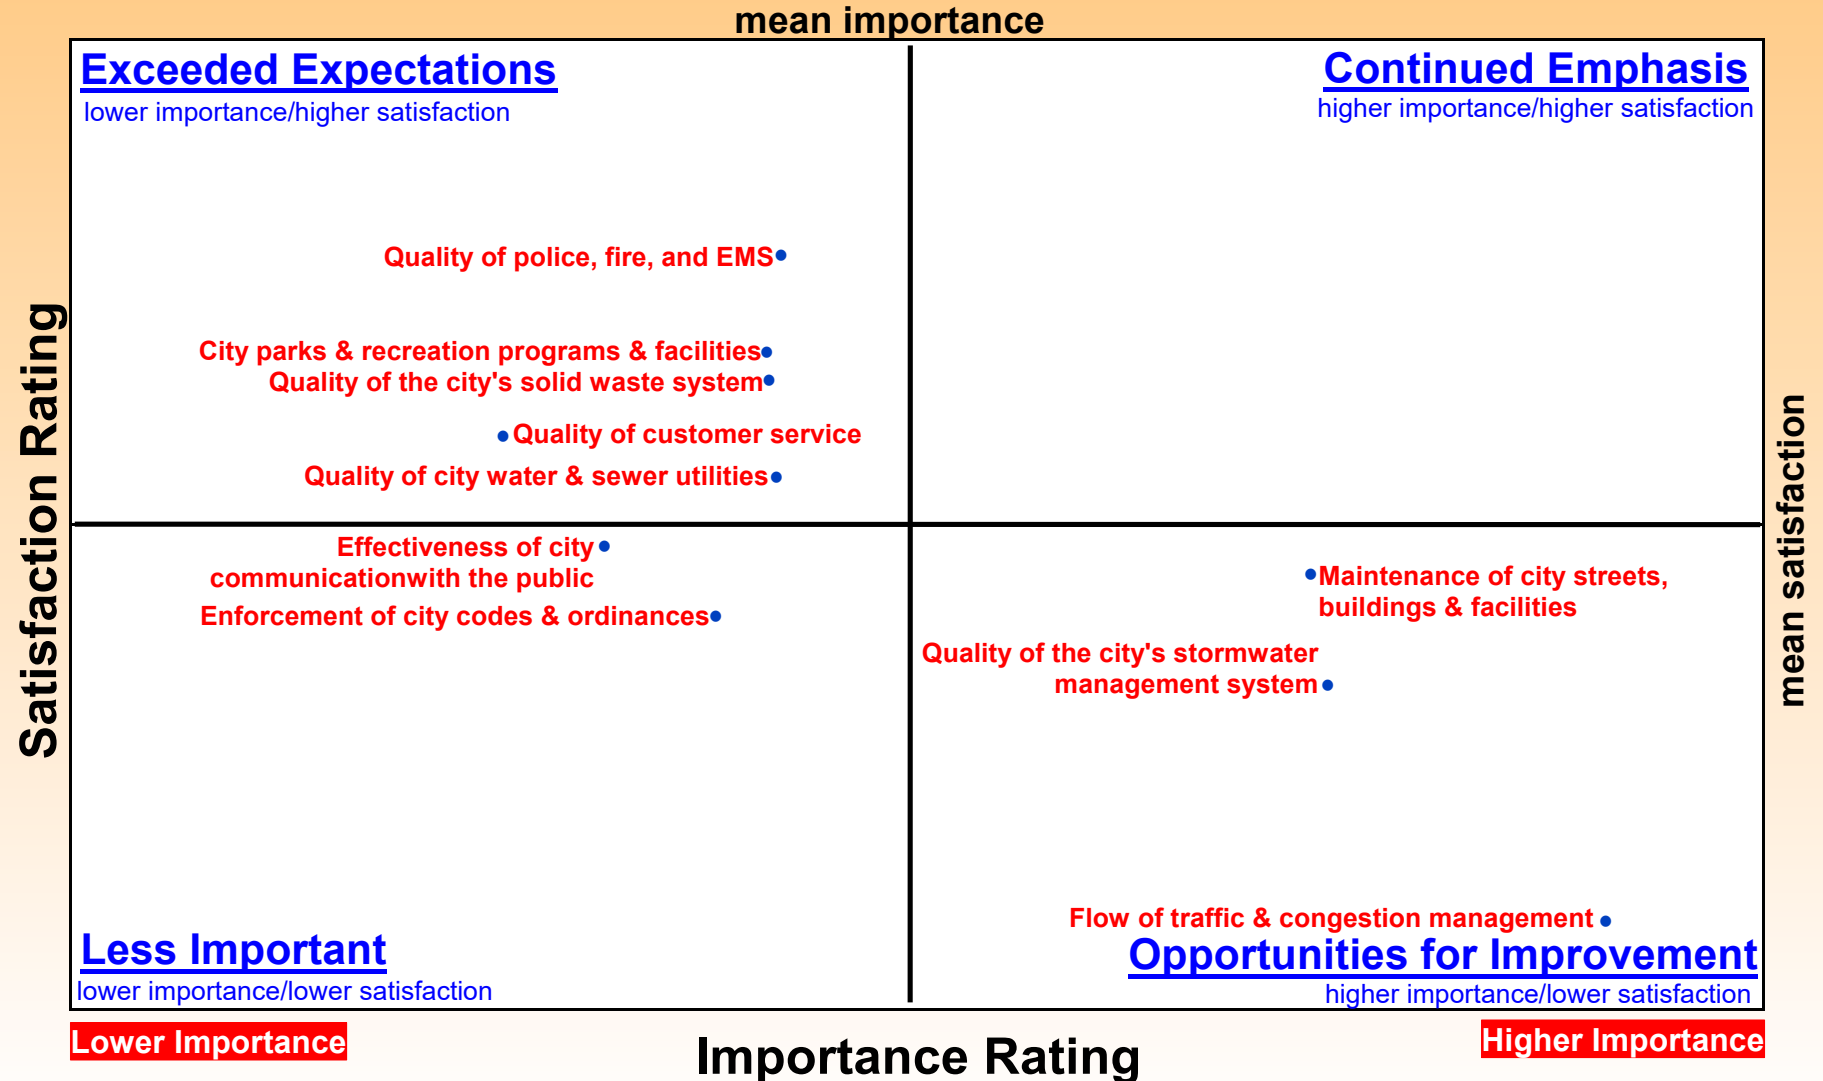 mean importance
Exceeded Expectations
lower importance/higher satisfaction
Continued Emphasis
higher importance/higher satisfaction
Quality of police, fire, and EMS
City parks & recreation programs & facilities
Quality of the city's solid waste system
Quality of customer service
Quality of city water & sewer utilities
Satisfaction Rating
mean satisfaction
Effectiveness of city
communicationwith the public
Enforcement of city codes & ordinances
Maintenance of city streets,
buildings & facilities
Quality of the city's stormwater
management system
Flow of traffic & congestion management
Less Important
lower importance/lower satisfaction
Opportunities for Improvement
higher importance/lower satisfaction
Lower Importance
Importance Rating
Higher Importance